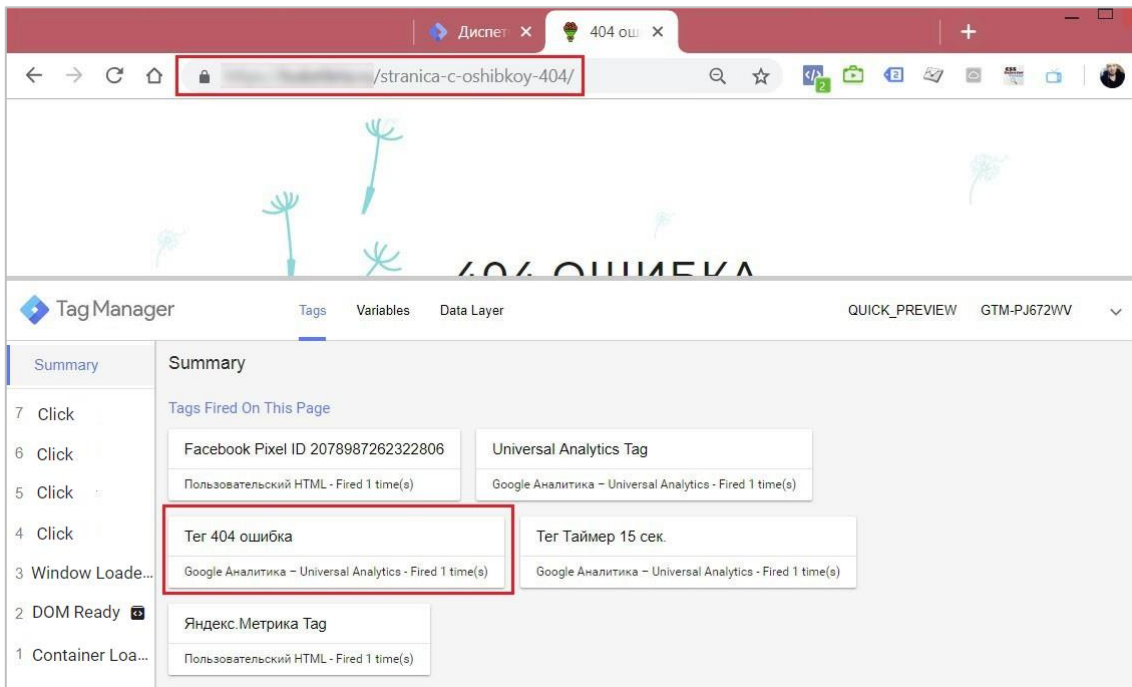 Диспет
404 ош
/stranica-c-oshibkoy-404/
2
404 ОШИБКА
Tag Manager
Tags
Variables
Data Layer
QUICK_PREVIEW
GTM-PJ672WV
Summary
7 Click
6 Click
5 Click
4 Click
3 Window Loade...
2 DOM Ready
1 Container Loa...
Summary
Tags Fired On This Page
Facebook Pixel ID 2078987262322806
Пользовательский HTML - Fired 1 time(s)
Universal Analytics Tag
Google Аналитика – Universal Analytics - Fired 1 time(s)
Тег 404 ошибка
Google Аналитика – Universal Analytics - Fired 1 time(s)
Тег Таймер 15 сек.
Google Аналитика – Universal Analytics - Fired 1 time(s)
Яндекс.Метрика Tag
Пользовательский HTML - Fired 1 time(s)